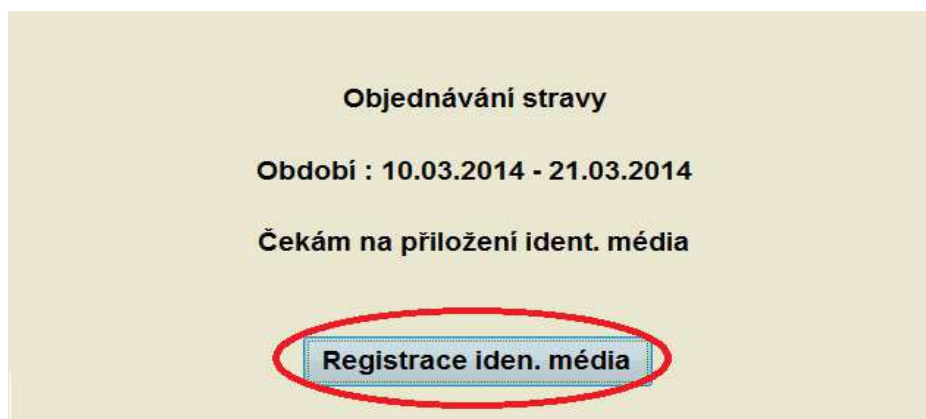 Objednávání stravy
Období : 10.03.2014 - 21.03.2014
Čekám na přiložení ident. média
Registrace iden. média